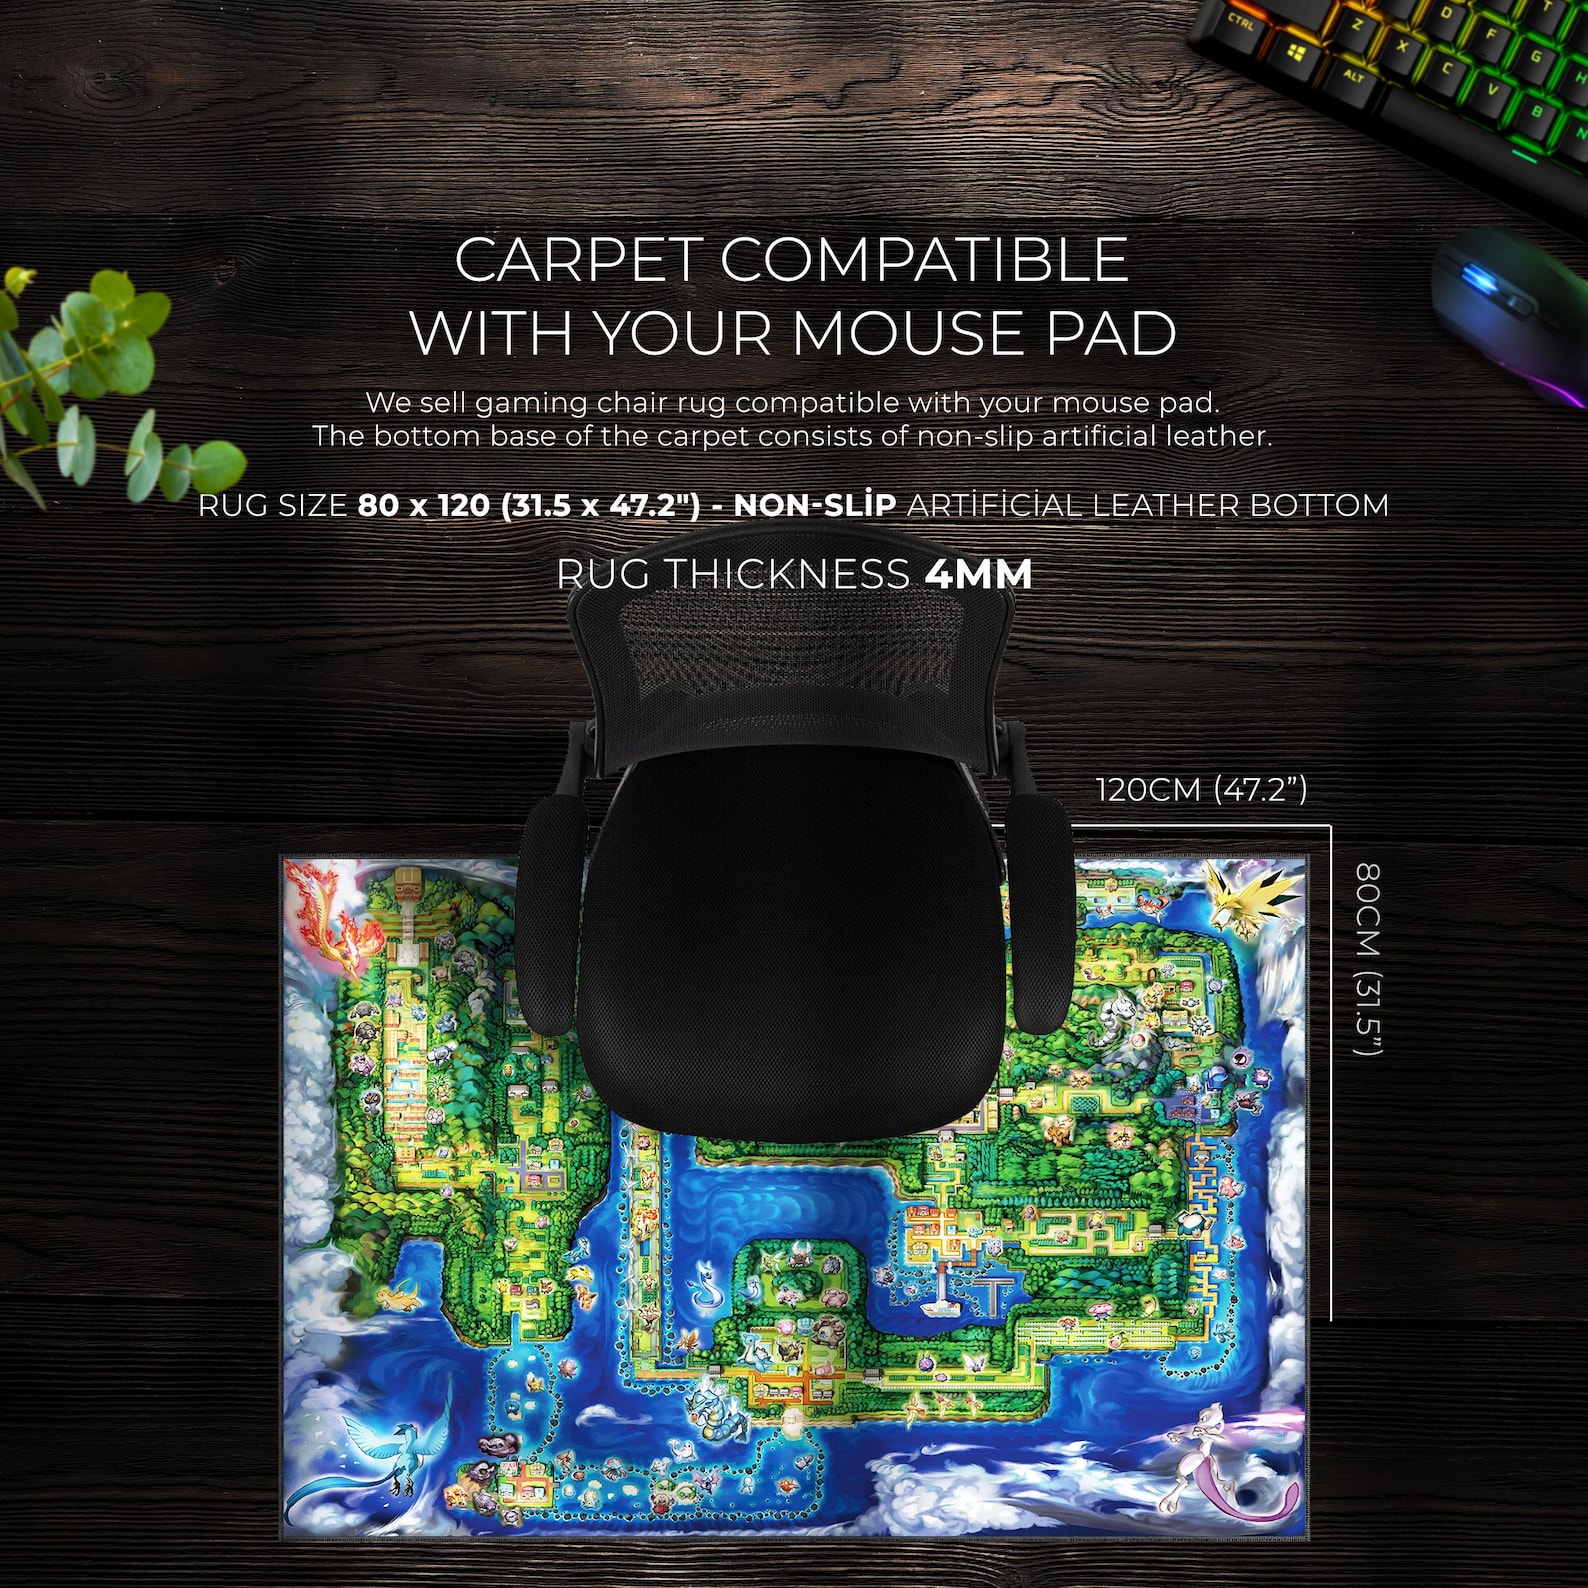 CTRL
ALT
Z
X
C
V
B
N
D
F
G
H
T
CARPET COMPATIBLE
WITH YOUR MOUSE PAD
We sell gaming chair rug compatible with your mouse pad.
The bottom base of the carpet consists of non-slip artificial leather.
RUG SIZE 80 x 120 (31.5 x 47.2") - NON-SLİP ARTİFİCİAL LEATHER BOTTOM
RUG THICKNESS 4MM
120CM (47.2”)
80CM (31.5”)